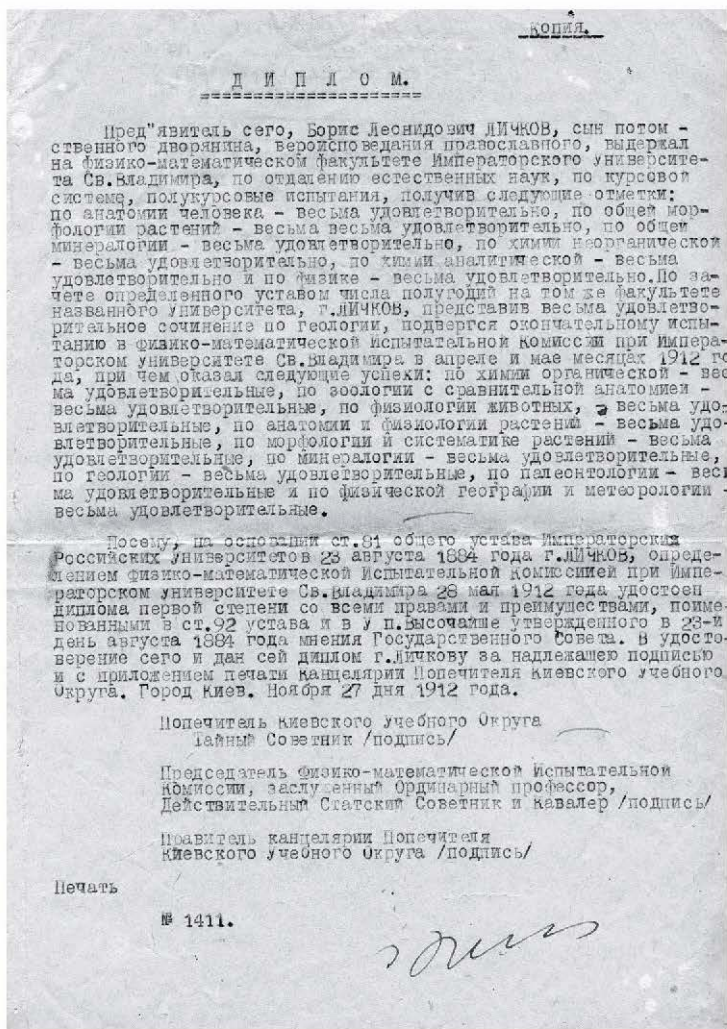 Копия.
Д И П Л О М.
Пред"явитель сего, Борис Леонидович ЛИЧКОВ, сын потом -
ственного дворянина, вероисповедания православного, выдержал
на физико-математическом факультете Императорского Университе-
та Св.Владимира, по отделению естественных наук, по курсовой
системе, полукурсовые испытания, получив следующие отметки:
по анатомии человека - весьма удовлетворительно, по общей мор-
фологии растений - весьма весьма удовлетворительно, по общей
минералогии - весьма удовлетворительно, по химии неорганической
- весьма удовлетворительно, по химии аналитической - весьма
удовлетворительно и по физике - весьма удовлетворительно.По за-
чете определенного уставом числа полугодий на том же факультете
названного Университета, г.ЛИЧКОВ, представив весьма удовлетво-
рительное сочинение по геологии, подвергся окончательному испы-
танию в физико-математической Испытательной Комиссии при Импера-
торском Университете Св.Владимира в апреле и мае месяцах 1912 го
да, при чем оказал следующие успехи: по химии органической - вес
ма удовлетворительные, по зоологии с сравнительной анатомией -
весьма удовлетворительные, по физиологии животных, - весьма удо-
влетворительные, по анатомии и физиологии растений - весьма удо-
влетворительные, по морфологии и систематике растений - весьма
удовлетворительные, по минералогии - весьма удовлетворительные,
по геологии - весьма удовлетворительные, по палеонтологии - вес
ма удовлетворительные и по физической географии и метеорологии
весьма удовлетворительные.
Посему, на основании ст.81 общего устава Императорских
Российских Университетов 23 августа 1884 года г.ЛИЧКОВ, опреде-
лением физико-математической Испытательной Комиссией при Импе-
раторском Университете Св.Владимира 28 мая 1912 года удостоен
диплома первой степени со всеми правами и преимуществами, поиме-
нованными в ст.92 устава и в У п.Высочайше утвержденного в 23-й
день августа 1884 года мнения Государственного Совета. В удосто-
верение сего и дан сей диплом г.Личкову за надлежащею подписью
и с приложением печати Канцелярии Попечителя Киевского Учебного
Округа. Город Киев. Ноября 27 дня 1912 года.
Попечитель Киевского Учебного Округа
Тайный Советник /подпись/
Председатель Физико-математической Испытательной
Комиссии, заслуженный Ординарный профессор,
Действительный Статский Советник и Кавалер /подпись/
Правитель канцелярии Попечителя
Киевского Учебного Округа /подпись/
Печать
№ 1411.